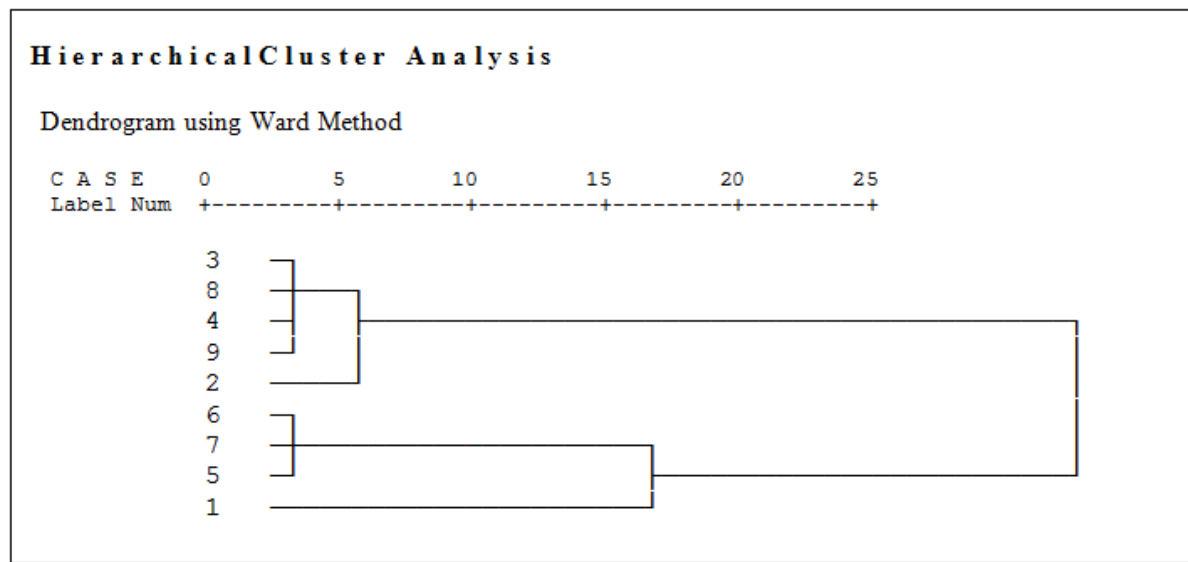 HierarchicalCluster Analysis
Dendrogram using Ward Method
C A S E 0 5 10 15 20 25
Label Num +---------+---------+---------+---------+---------+
3
8
4
9
2
6
7
5
1